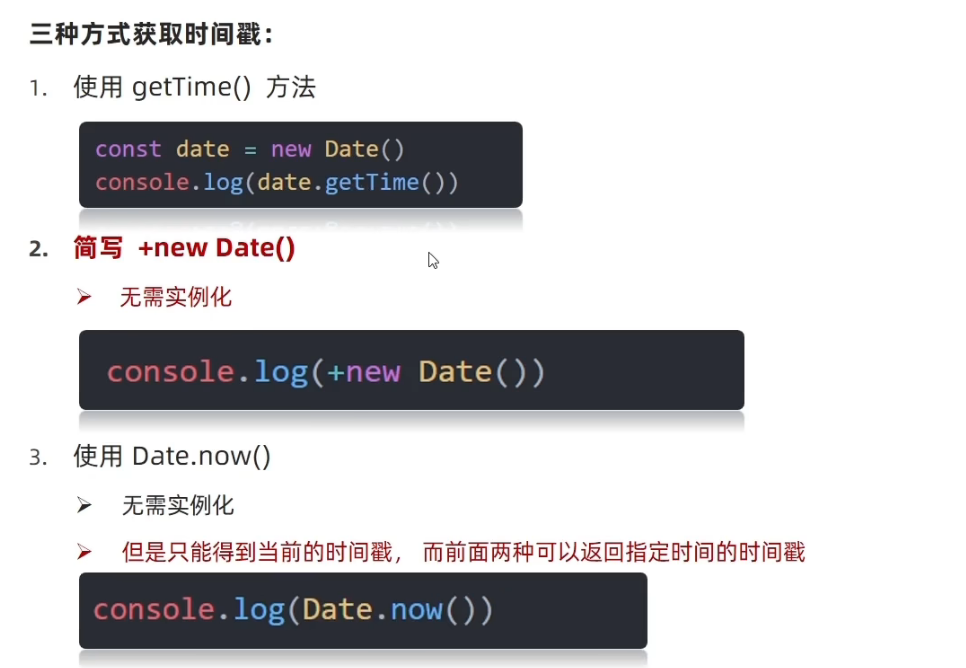 三种方式获取时间戳：
1. 使用 getTime() 方法
const date = new Date()
console.log(date.getTime())
2. 简写 +new Date()
➢ 无需实例化
console.log(+new Date())
3. 使用 Date.now()
➢ 无需实例化
➢ 但是只能得到当前的时间戳， 而前面两种可以返回指定时间的时间戳
console.log(Date.now())